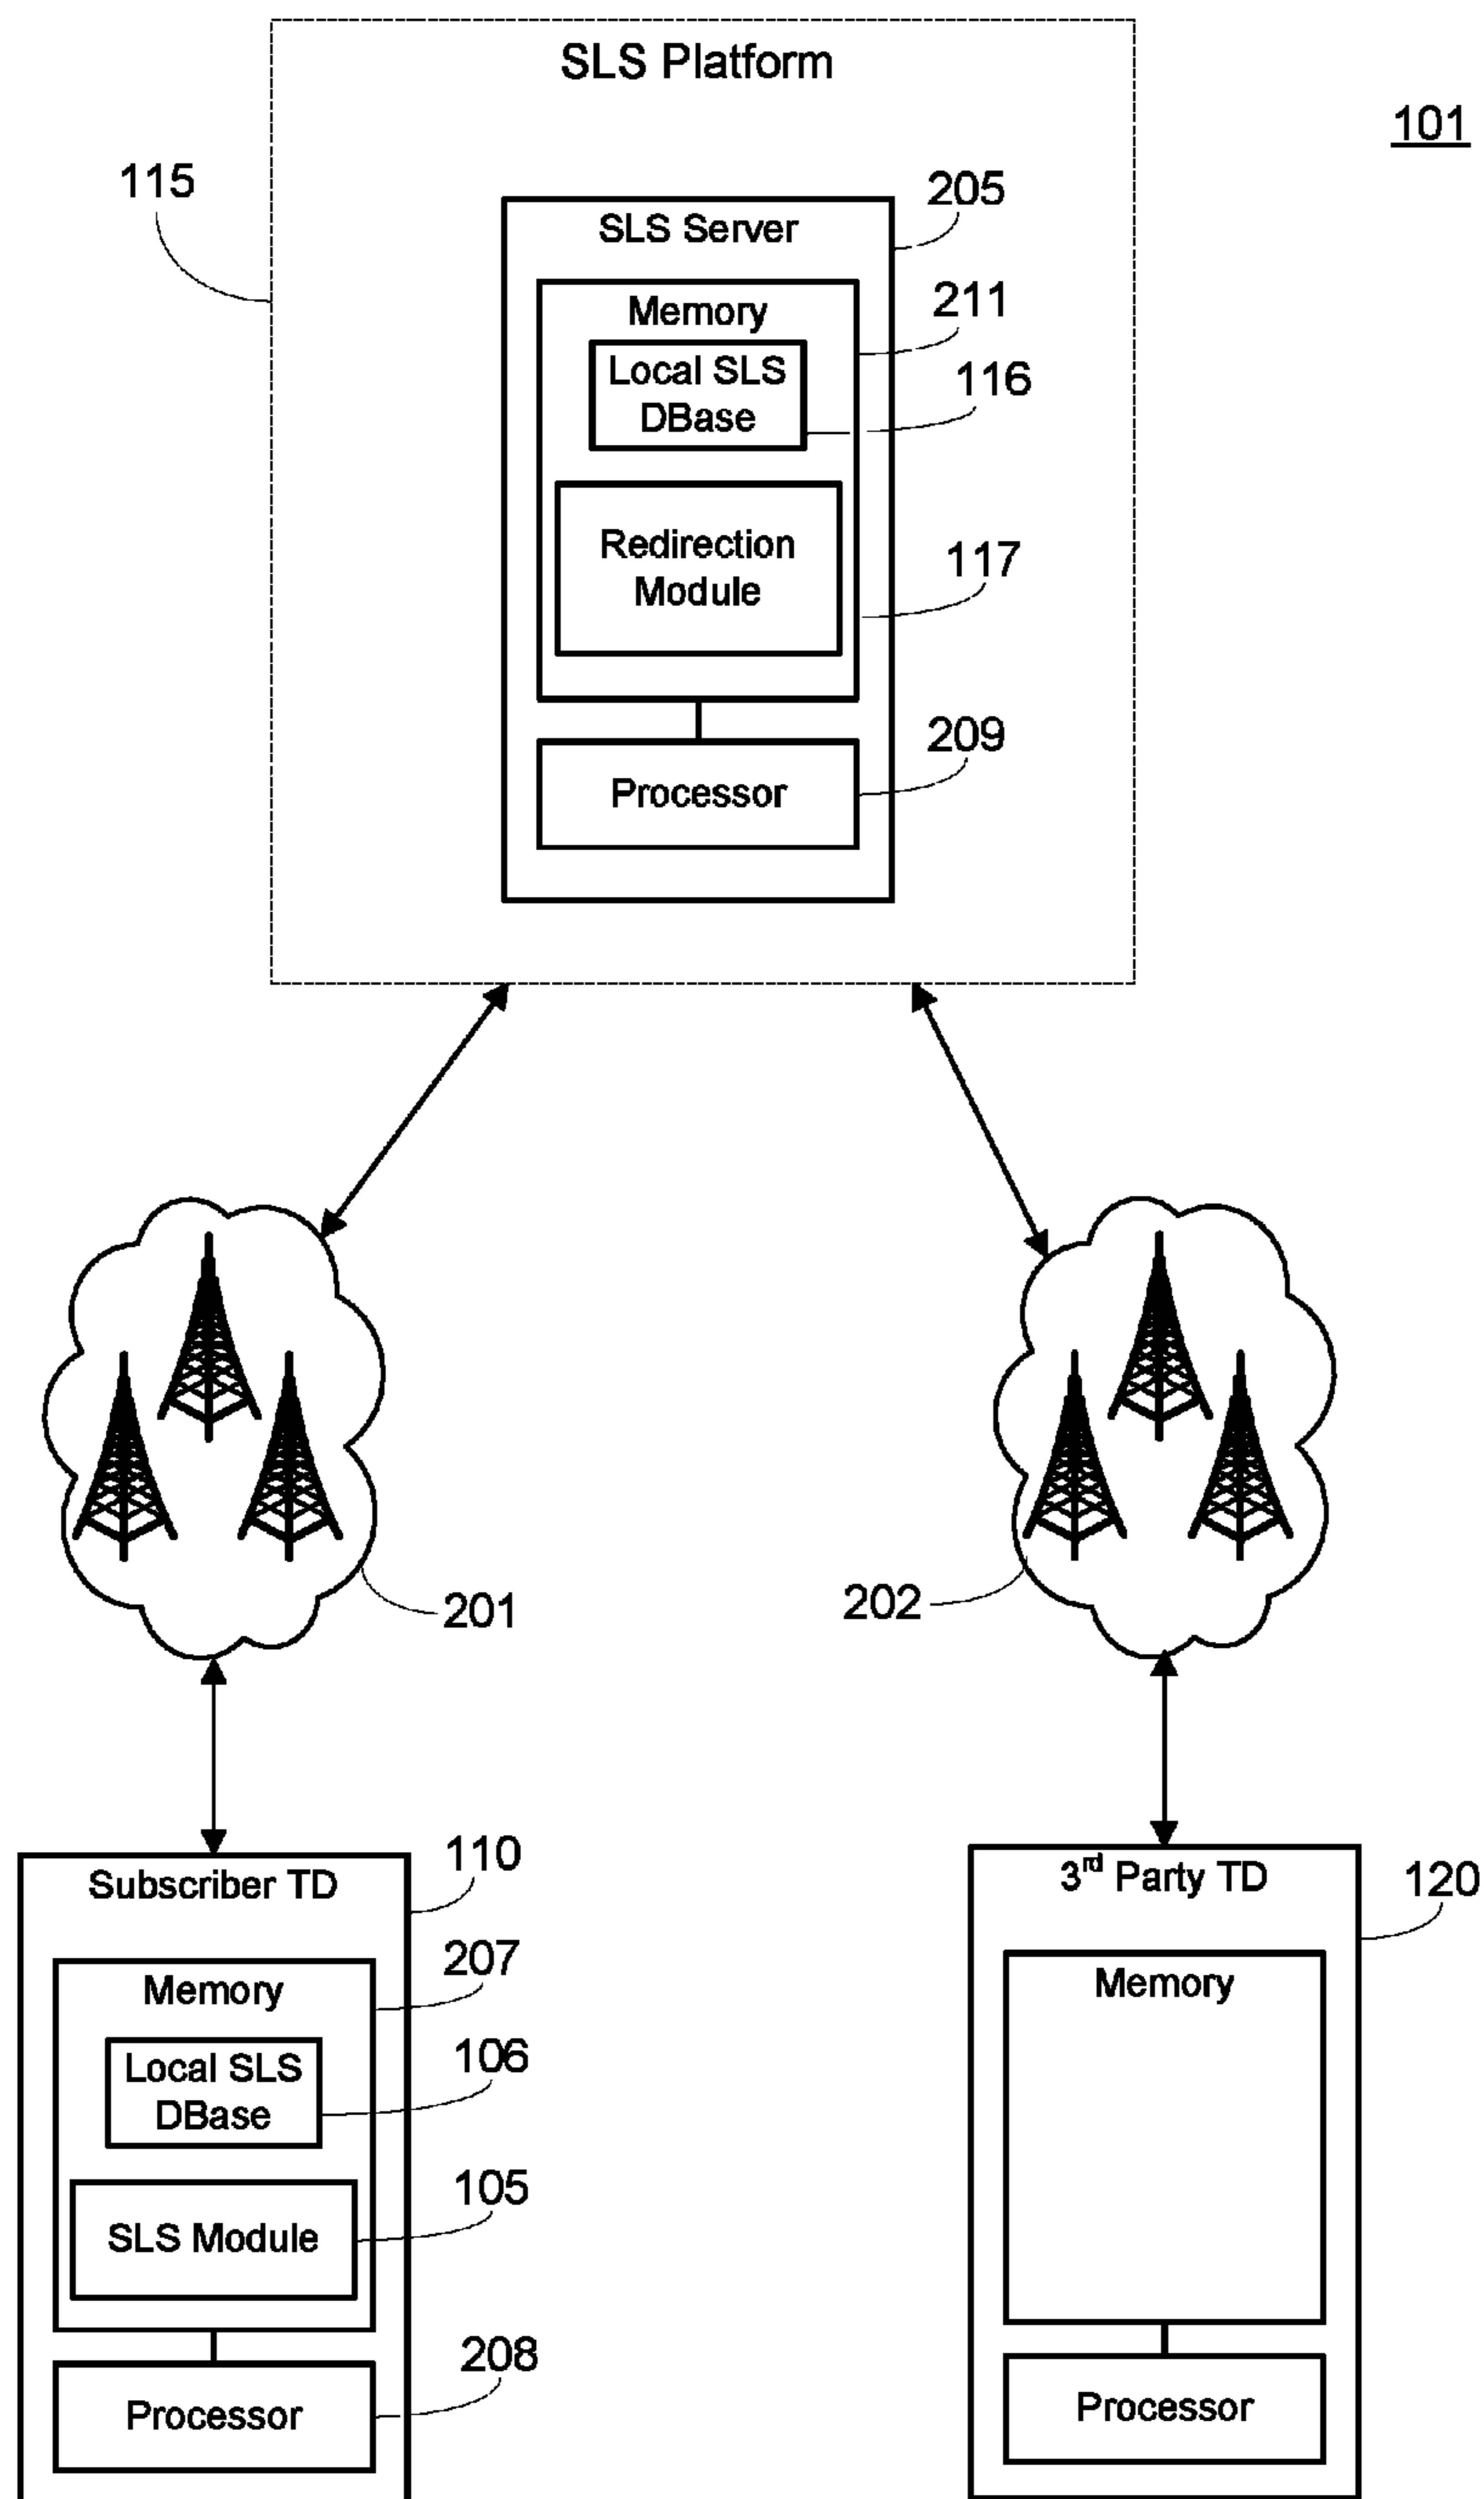 SLS Platform
101
115
205
SLS Server
211
Memory
116
Local SLS
DBase
117
Redirection
Module
209
Processor
201
202
110
Subscriber TD
3rd Party TD
120
207
Memory
Memory
106
Local SLS
DBase
105
SLS Module
208
Processor
Processor